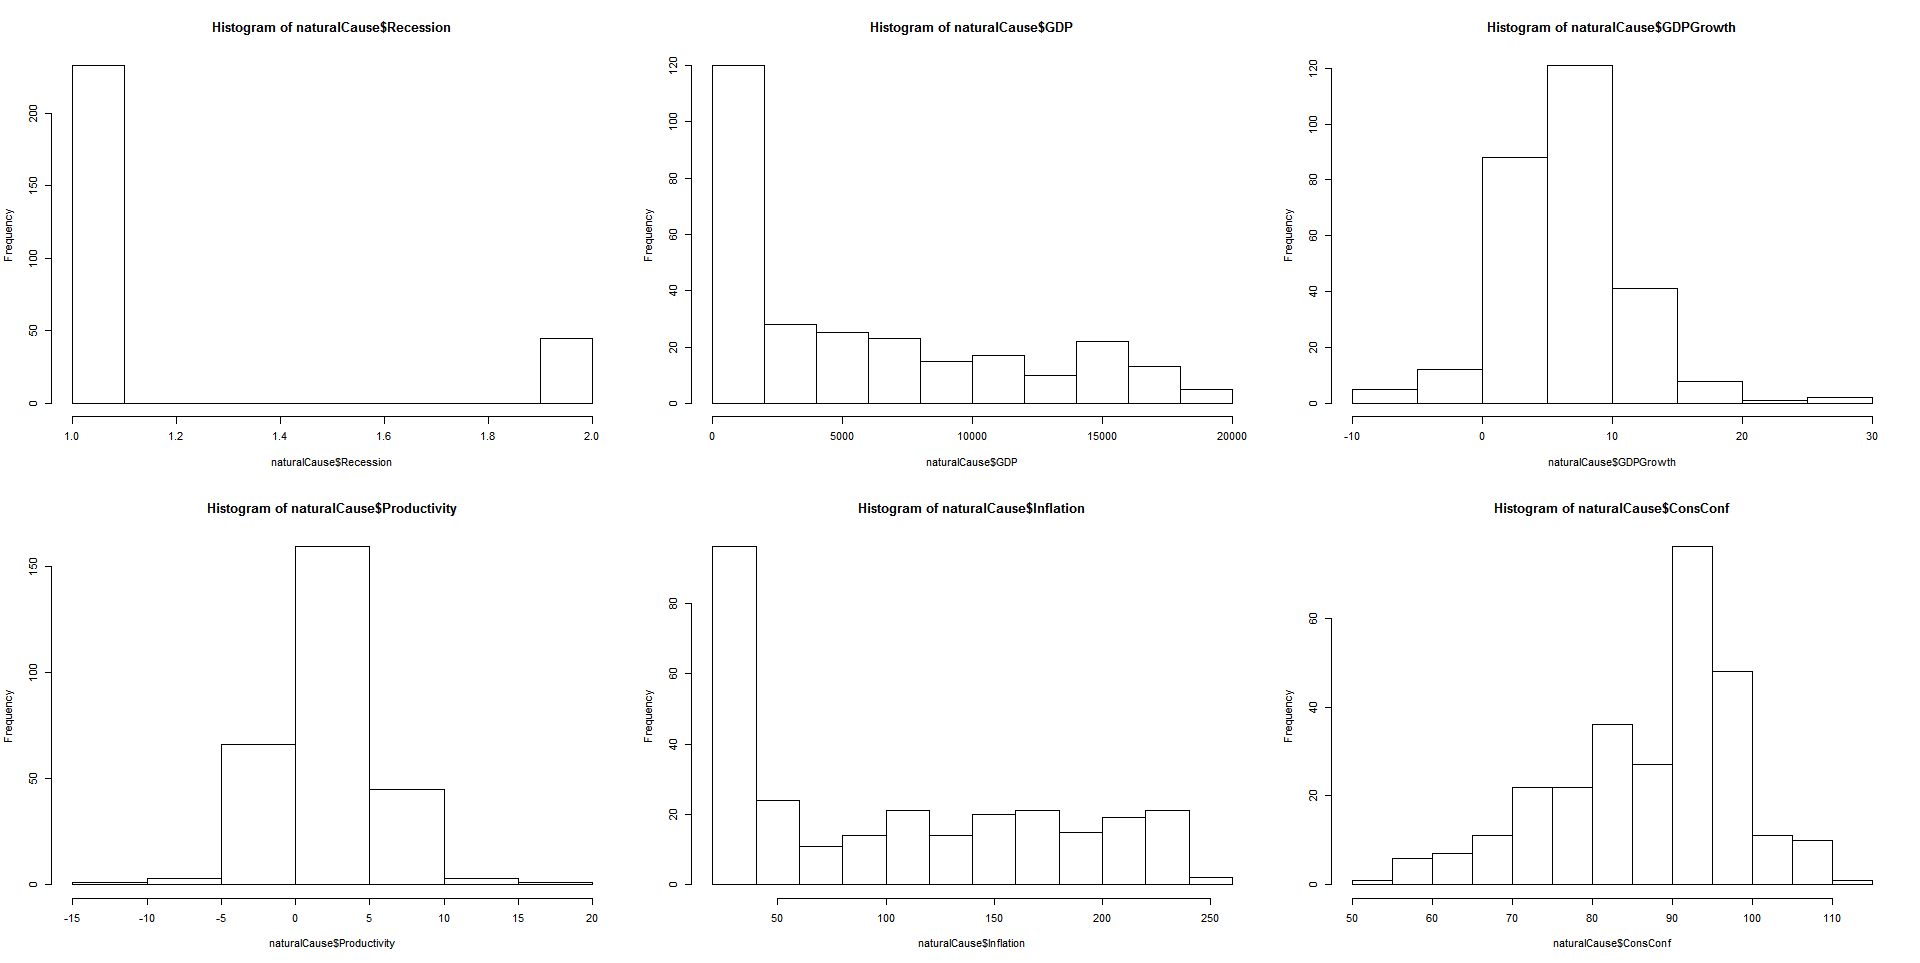 Histogram of naturalCause$Recession
Frequency
0
50
100
150
200
1.0 1.2 1.4 1.6 1.8 2.0
naturalCause$Recession
Histogram of naturalCause$GDP
Frequency
0
20
40
60
80
100
120
0 5000 10000 15000 20000
naturalCause$GDP
Histogram of naturalCause$GDPGrowth
Frequency
0
20
40
60
80
100
120
-10 0 10 20 30
naturalCause$GDPGrowth
Histogram of naturalCause$Productivity
Frequency
0
50
100
150
-15 -10 -5 0 5 10 15 20
naturalCause$Productivity
Histogram of naturalCause$Inflation
Frequency
0
20
40
60
80
50 100 150 200 250
naturalCause$Inflation
Histogram of naturalCause$ConsConf
Frequency
0
20
40
60
50 60 70 80 90 100 110
naturalCause$ConsConf